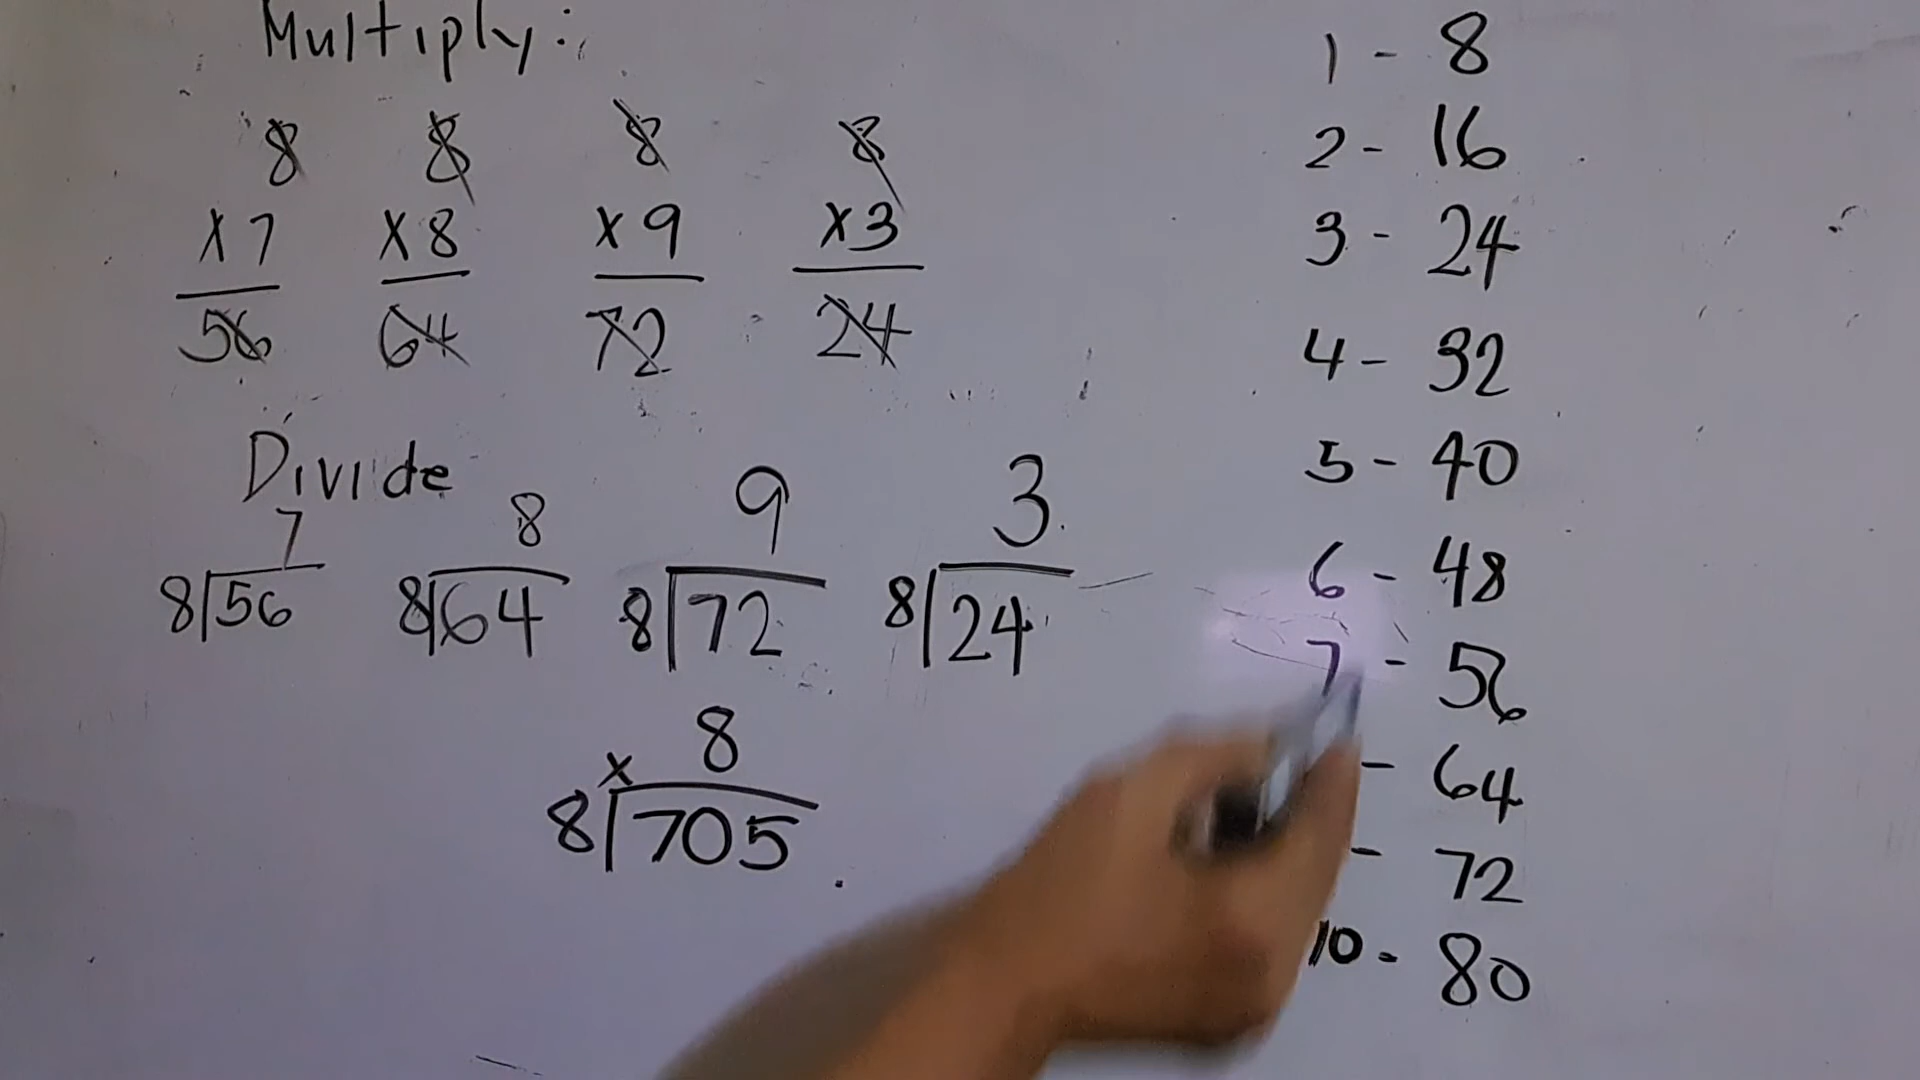 Multiply:
8 8 8 8
x7 x8 x9 x3
56 64 72 24
Divide
7 8 9 3
8|56 8|64 8|72 8|24
x 8
8|705
1 - 8
2 - 16
3 - 24
4 - 32
5 - 40
6 - 48
7 - 56
- 64
- 72
10 - 80